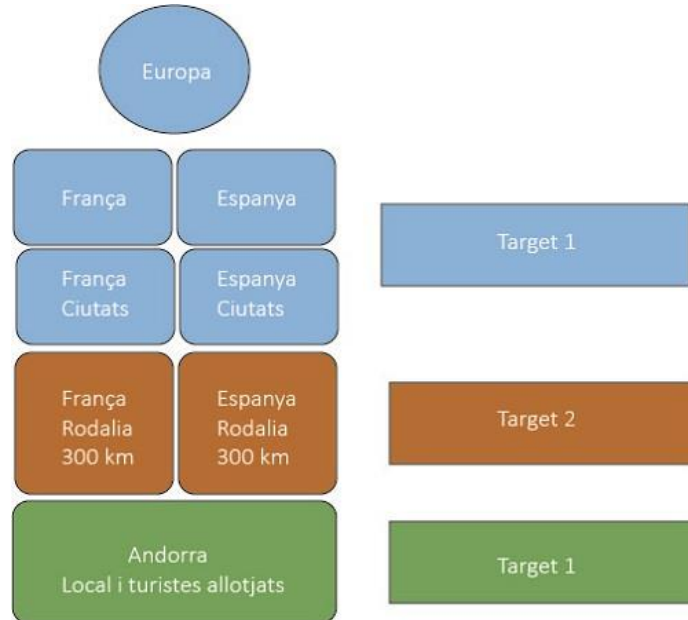 Europa
França
Espanya
Target 1
França
Ciutats
Espanya
Ciutats
França
Rodalia
300 km
Espanya
Rodalia
300 km
Target 2
Andorra
Local i turistes allotjats
Target 1